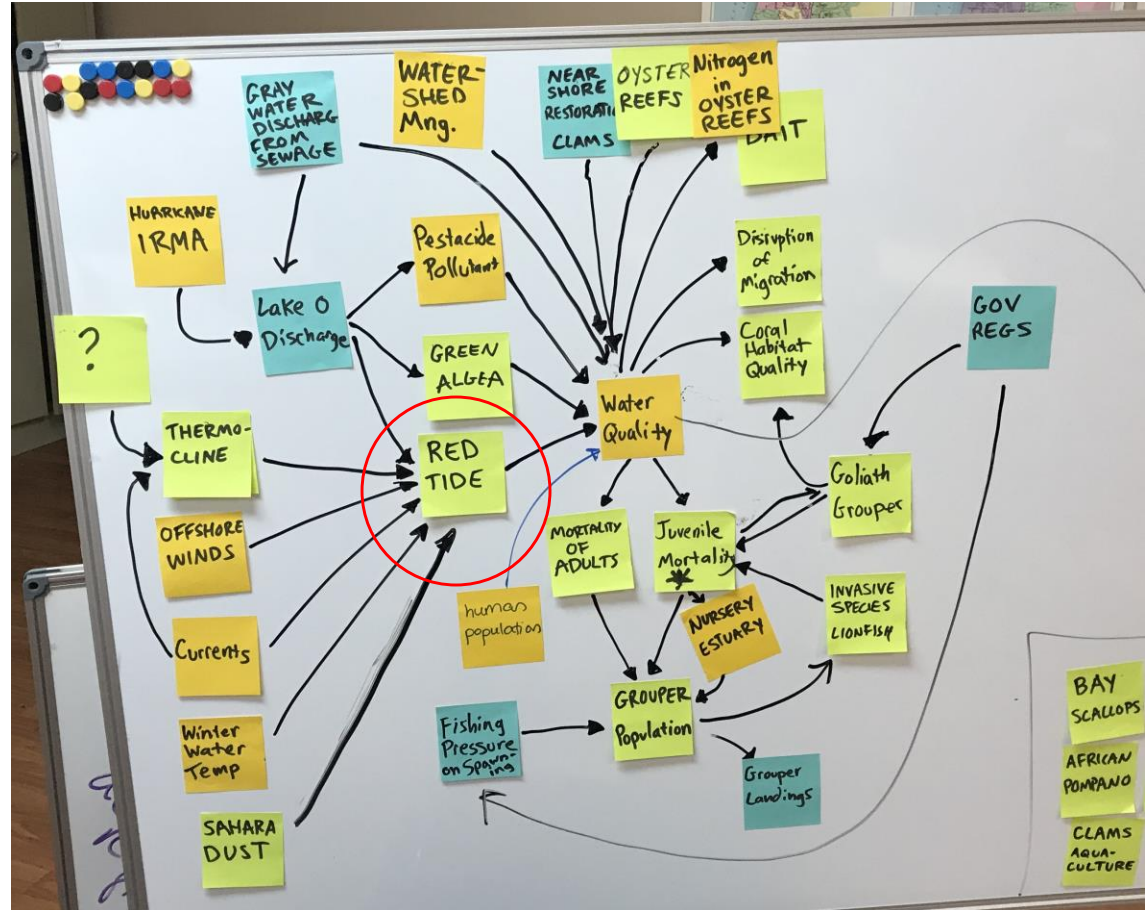 GRAY
WATER
DISCHARG
FROM
SEWAGE
WATER-
SHED
Mng.
NEAR
SHORE
RESTORATI
CLAMS
OYSTER
REEFS
Nitrogen
in
OYSTER
REEFS
BAIT
HURRICANE
IRMA
Pestacide
Pollutant
Disruption
of
Migration
Lake O
Discharge
GOV
REGS
?
GREEN
ALGEA
Coral
Habitat
Quality
Water
Quality
THERMO-
CLINE
RED
TIDE
Goliath
Grouper
OFFSHORE
WINDS
MORTALITY
OF
ADULTS
Juvenile
Mortality
human
population
NURSERY
ESTUARY
INVASIVE
SPECIES
LIONFISH
Currents
GROUPER
Population
BAY
SCALLOPS
Winter
Water
Temp
Fishing
Pressure
on Spawn-
ing
Grouper
Landings
AFRICAN
POMPANO
SAHARA
DUST
CLAMS
AQUA-
CULTURE